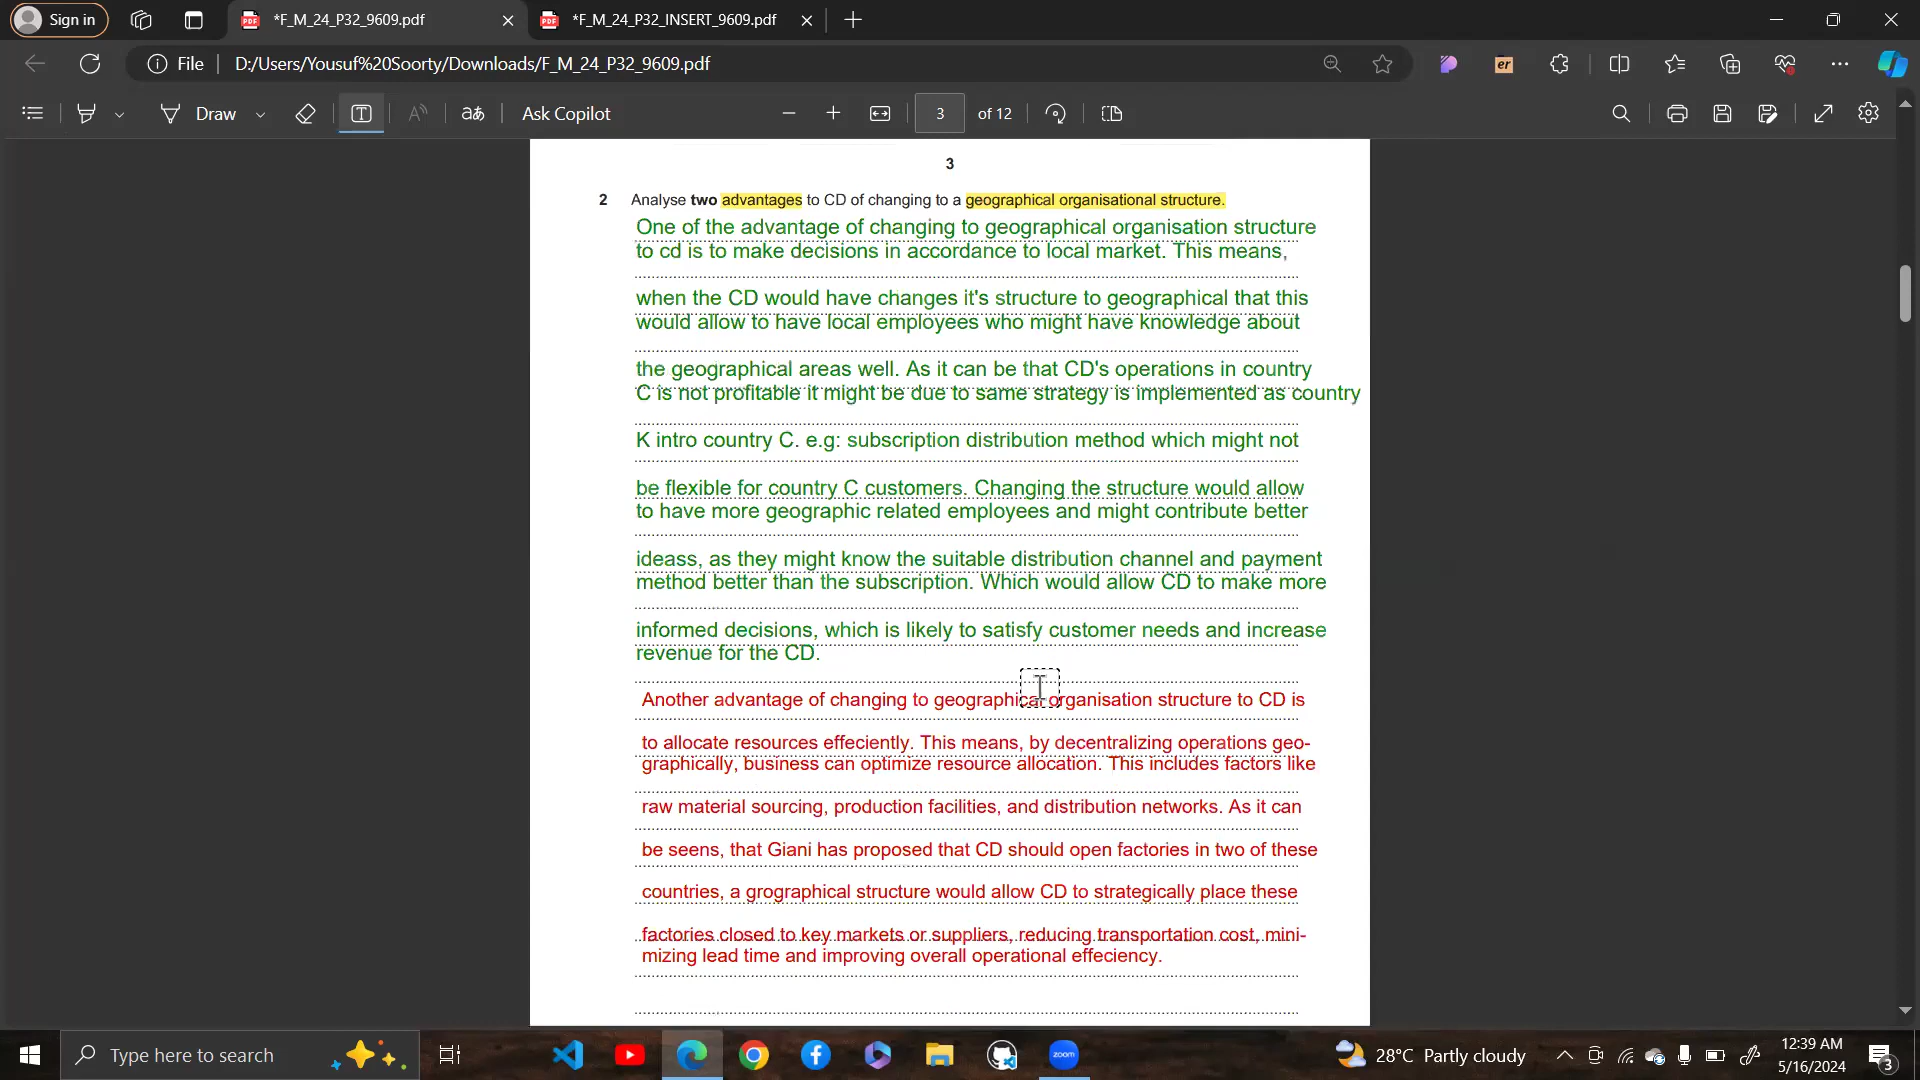 Sign in
*F_M_24_P32_9609.pdf
*F_M_24_P32_INSERT_9609.pdf
File
D:/Users/Yousuf%20Soorty/Downloads/F_M_24_P32_9609.pdf
er
Draw
aあ
Ask Copilot
3
of 12
3
2 Analyse two advantages to CD of changing to a geographical organisational structure.
One of the advantage of changing to geographical organisation structure
to cd is to make decisions in accordance to local market. This means,
when the CD would have changes it's structure to geographical that this
would allow to have local employees who might have knowledge about
the geographical areas well. As it can be that CD's operations in country
C is not profitable it might be due to same strategy is implemented as country
K intro country C. e.g: subscription distribution method which might not
be flexible for country C customers. Changing the structure would allow
to have more geographic related employees and might contribute better
ideass, as they might know the suitable distribution channel and payment
method better than the subscription. Which would allow CD to make more
informed decisions, which is likely to satisfy customer needs and increase
revenue for the CD.
Another advantage of changing to geographical organisation structure to CD is
to allocate resources effeciently. This means, by decentralizing operations geo-
graphically, business can optimize resource allocation. This includes factors like
raw material sourcing, production facilities, and distribution networks. As it can
be seens, that Giani has proposed that CD should open factories in two of these
countries, a grographical structure would allow CD to strategically place these
factories closed to key markets or suppliers, reducing transportation cost, mini-
mizing lead time and improving overall operational effeciency.
Type here to search
zoom
28°C Partly cloudy
12:39 AM
5/16/2024
3